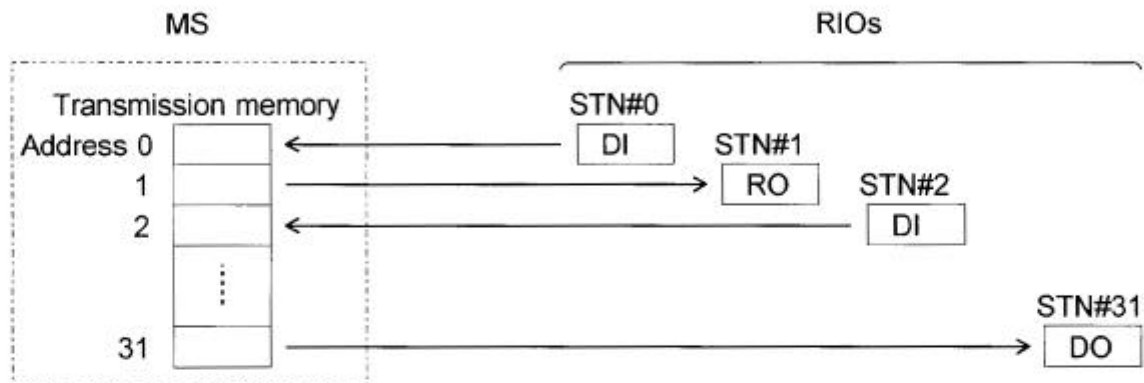 MS
RIOs
Transmission memory
STN#0
Address 0
DI
STN#1
1
RO
STN#2
2
DI
STN#31
31
DO